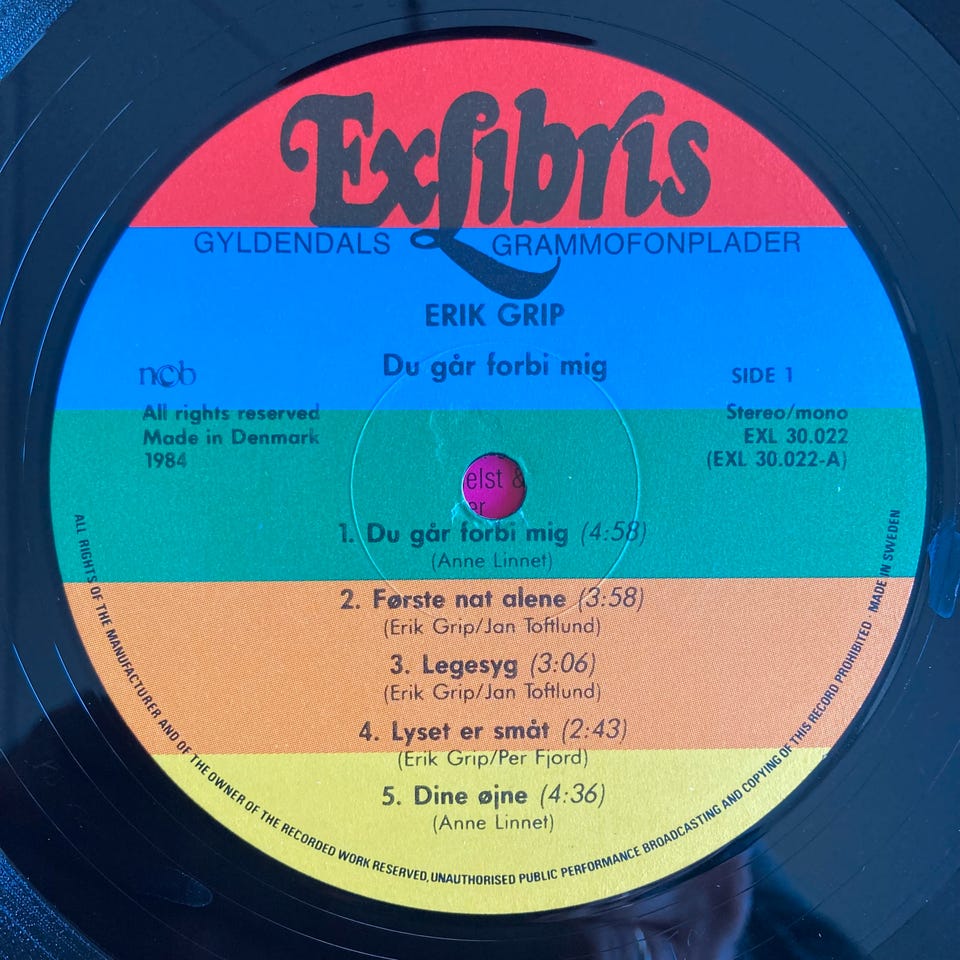 ExLibris
GYLDENDALS GRAMMOFONPLADER
ERIK GRIP
Du går forbi mig
ncb
SIDE 1
All rights reserved
Made in Denmark
1984
Stereo/mono
EXL 30.022
(EXL 30.022-A)
elst &
er
1. Du går forbi mig (4:58)
(Anne Linnet)
2. Første nat alene (3:58)
(Erik Grip/Jan Toftlund)
3. Legesyg (3:06)
(Erik Grip/Jan Toftlund)
4. Lyset er småt (2:43)
(Erik Grip/Per Fjord)
5. Dine øjne (4:36)
(Anne Linnet)
ALL RIGHTS OF THE MANUFACTURER AND OF THE OWNER OF THE RECORDED WORK RESERVED, UNAUTHORISED PUBLIC PERFORMANCE BROADCASTING AND COPYING OF THIS RECORD PROHIBITED MADE IN SWEDEN